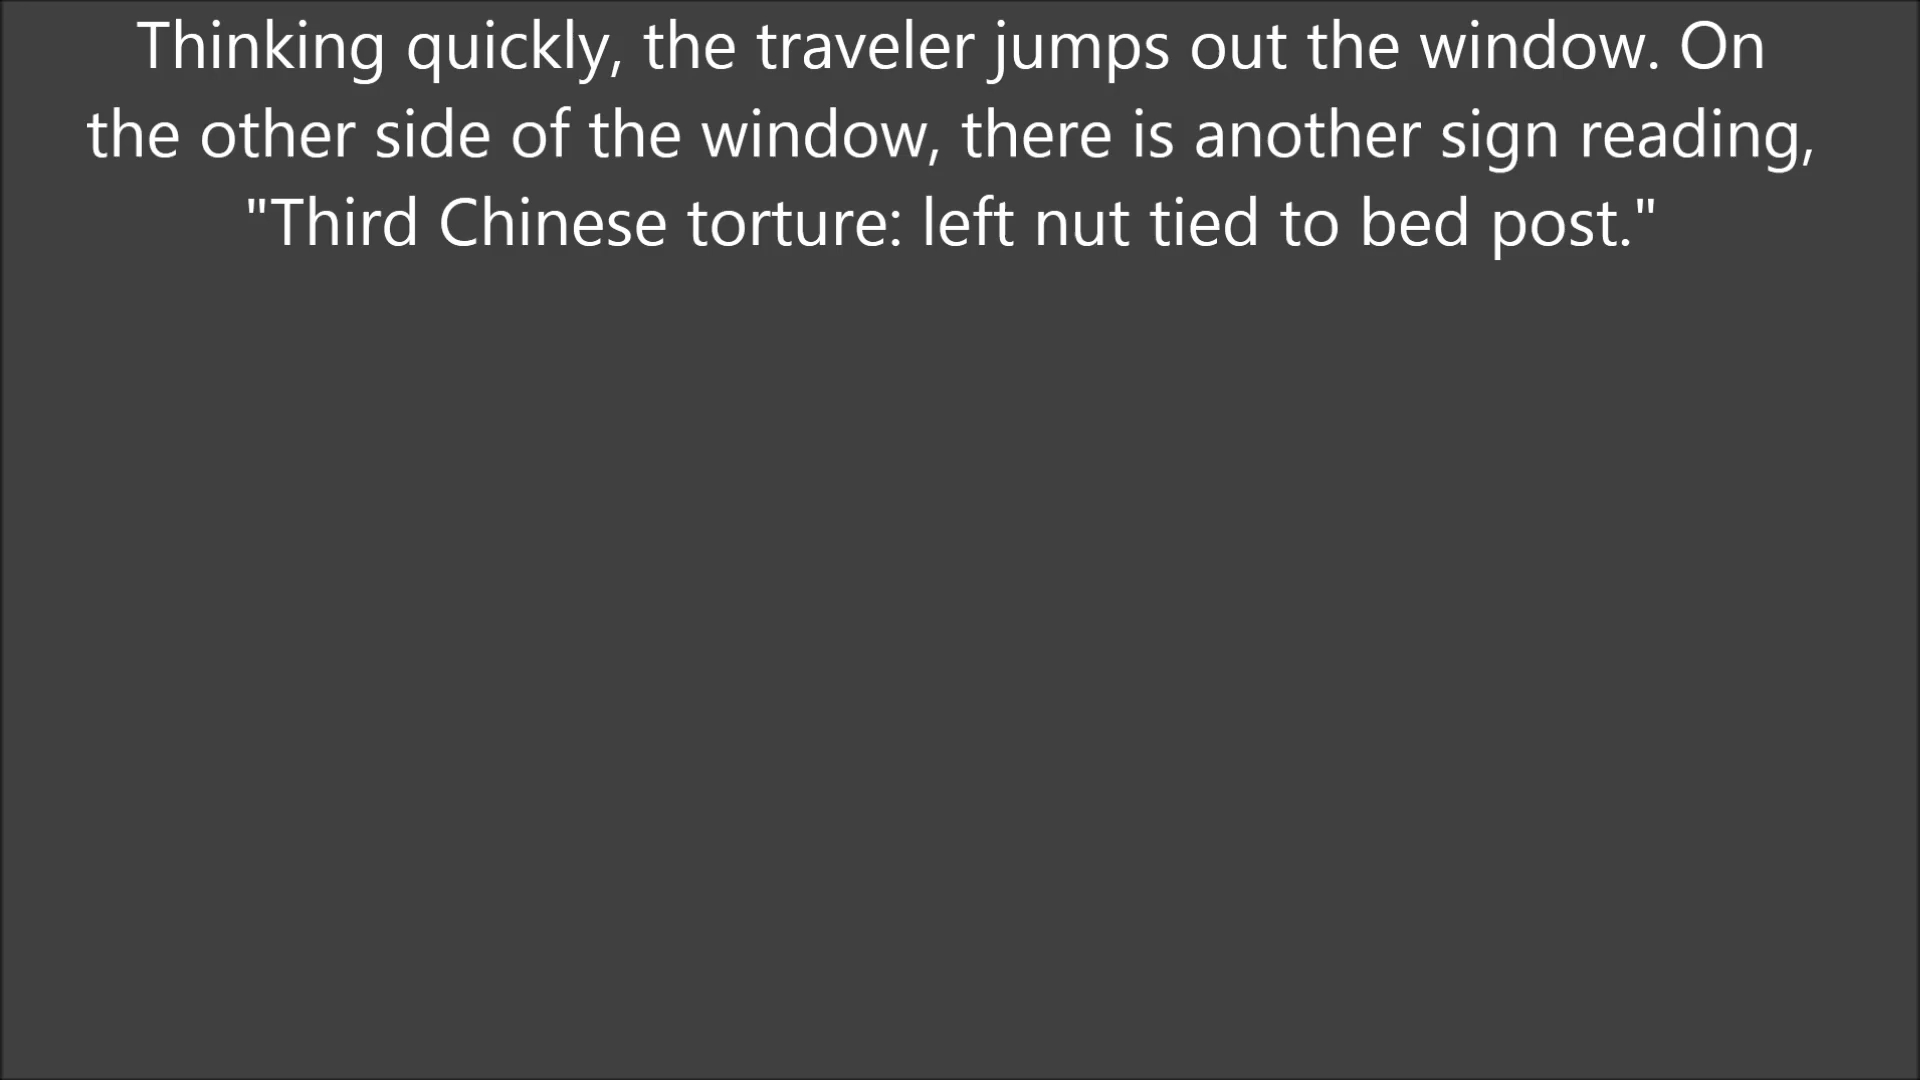 Thinking quickly, the traveler jumps out the window. On
the other side of the window, there is another sign reading,
"Third Chinese torture: left nut tied to bed post."